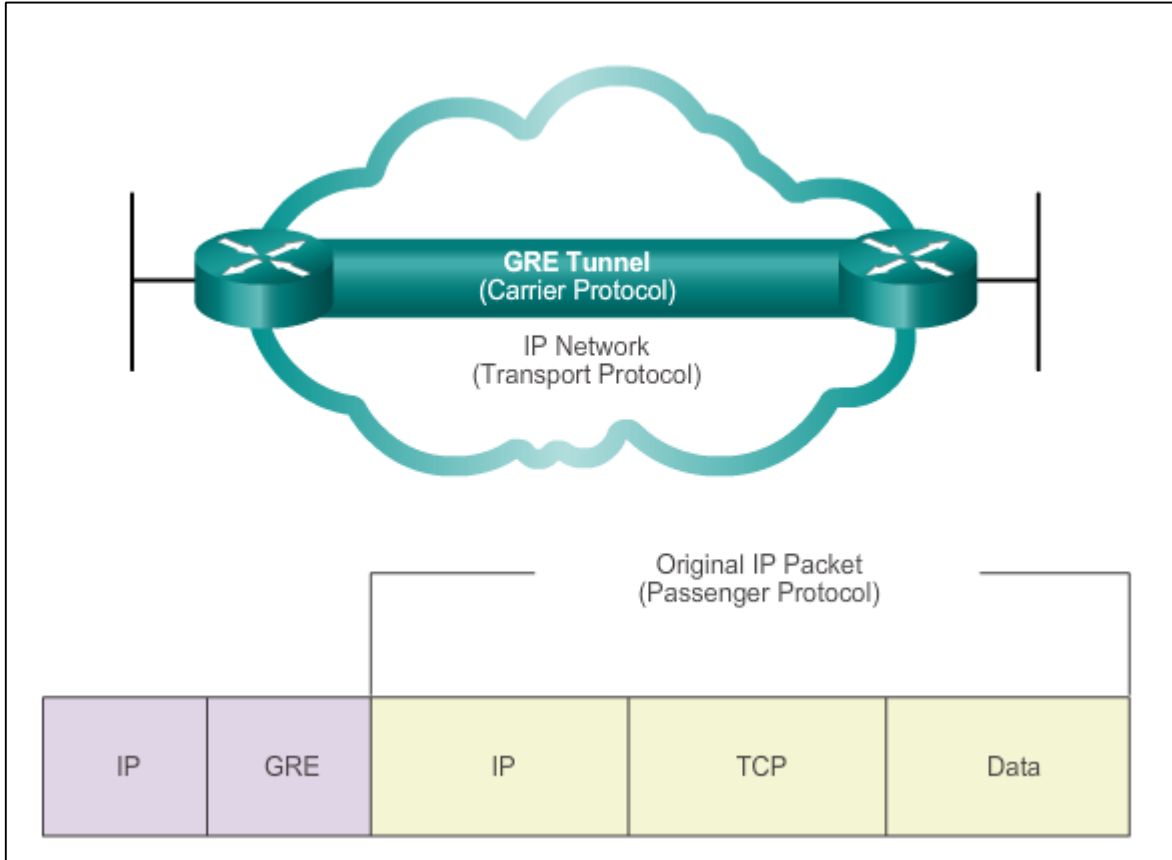 GRE Tunnel
(Carrier Protocol)
IP Network
(Transport Protocol)
Original IP Packet
(Passenger Protocol)
IP
GRE
IP
TCP
Data